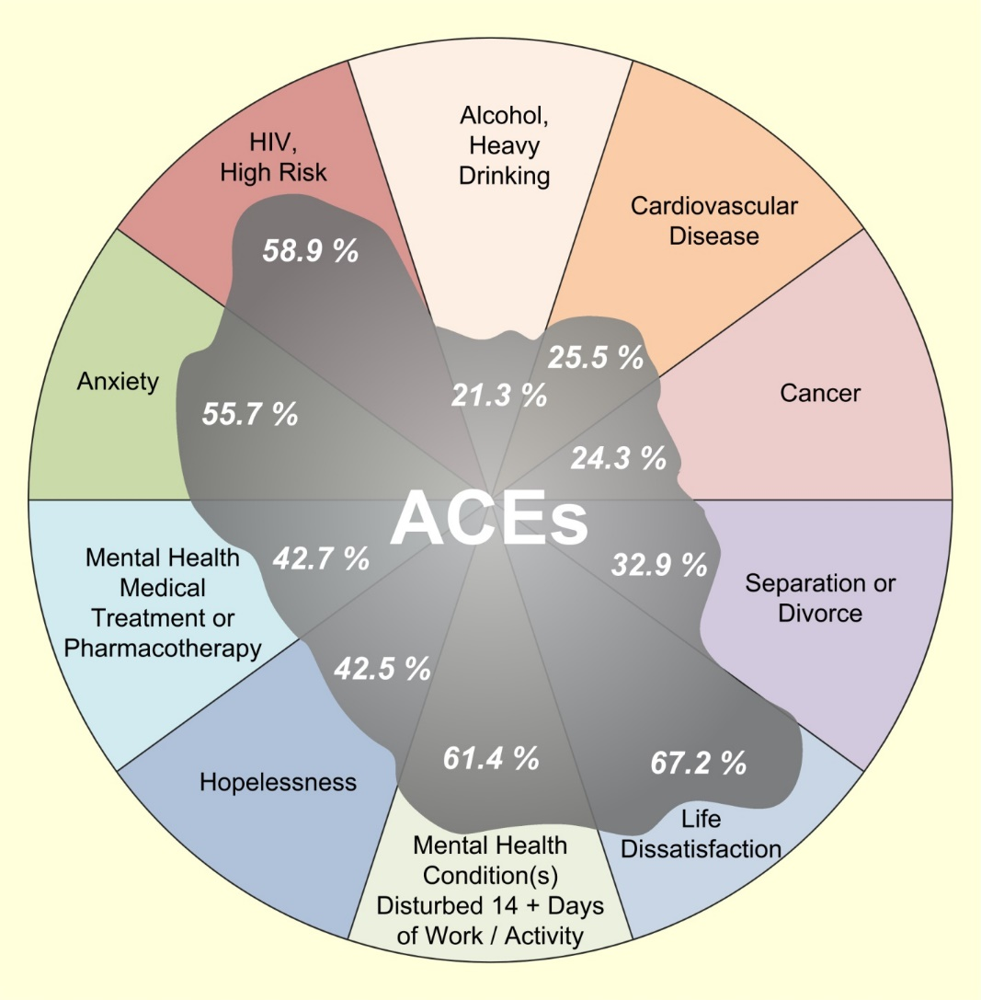 Alcohol,
Heavy
Drinking
21.3 %
Cardiovascular
Disease
25.5 %
Cancer
24.3 %
Separation or
Divorce
32.9 %
Life
Dissatisfaction
67.2 %
Mental Health
Condition(s)
Disturbed 14 + Days
of Work / Activity
61.4 %
Hopelessness
42.5 %
Mental Health
Medical
Treatment or
Pharmacotherapy
42.7 %
Anxiety
55.7 %
HIV,
High Risk
58.9 %
ACEs